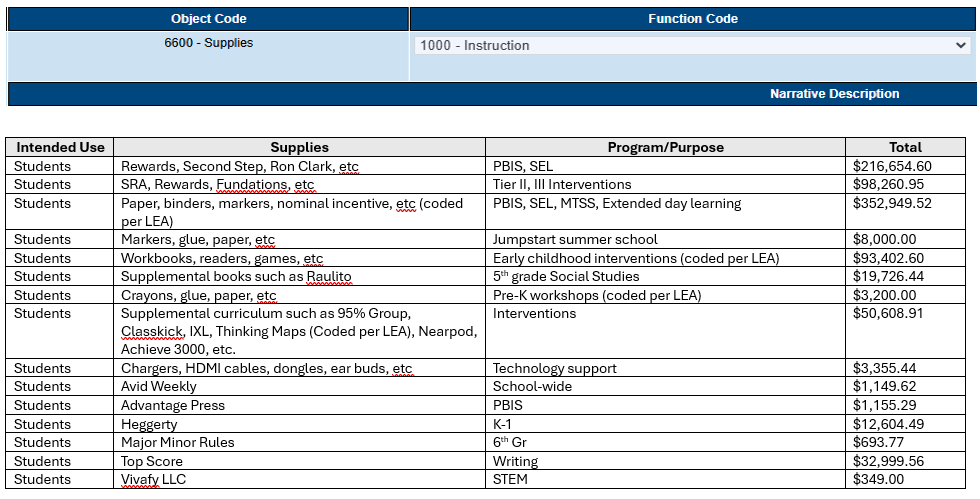 Object Code Function Code
6600 - Supplies 1000 - Instruction
Narrative Description
Intended Use Supplies Program/Purpose Total
Students Rewards, Second Step, Ron Clark, etc PBIS, SEL $216,654.60
Students SRA, Rewards, Fundations, etc Tier II, III Interventions $98,260.95
Students Paper, binders, markers, nominal incentive, etc (coded PBIS, SEL, MTSS, Extended day learning $352,949.52
per LEA)
Students Markers, glue, paper, etc Jumpstart summer school $8,000.00
Students Workbooks, readers, games, etc Early childhood interventions (coded per LEA) $93,402.60
Students Supplemental books such as Raulito 5th grade Social Studies $19,726.44
Students Crayons, glue, paper, etc Pre-K workshops (coded per LEA) $3,200.00
Students Supplemental curriculum such as 95% Group, Interventions $50,608.91
Classkick, IXL, Thinking Maps (Coded per LEA), Nearpod,
Achieve 3000, etc.
Students Chargers, HDMI cables, dongles, ear buds, etc Technology support $3,355.44
Students Avid Weekly School-wide $1,149.62
Students Advantage Press PBIS $1,155.29
Students Heggerty K-1 $12,604.49
Students Major Minor Rules 6th Gr $693.77
Students Top Score Writing $32,999.56
Students Vivafy LLC STEM $349.00